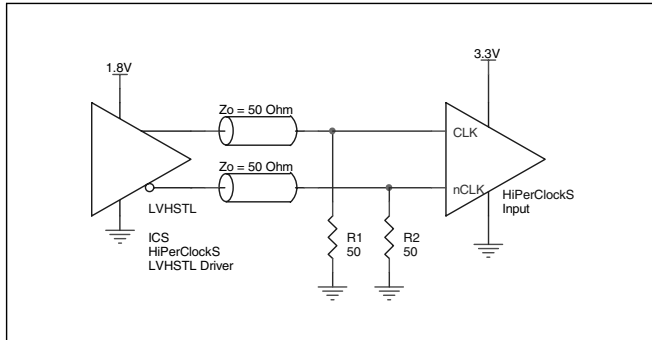 1.8V
3.3V
Zo = 50 Ohm
CLK
Zo = 50 Ohm
nCLK
HiPerClockS
Input
LVHSTL
ICS
HiPerClockS
LVHSTL Driver
R1
50
R2
50